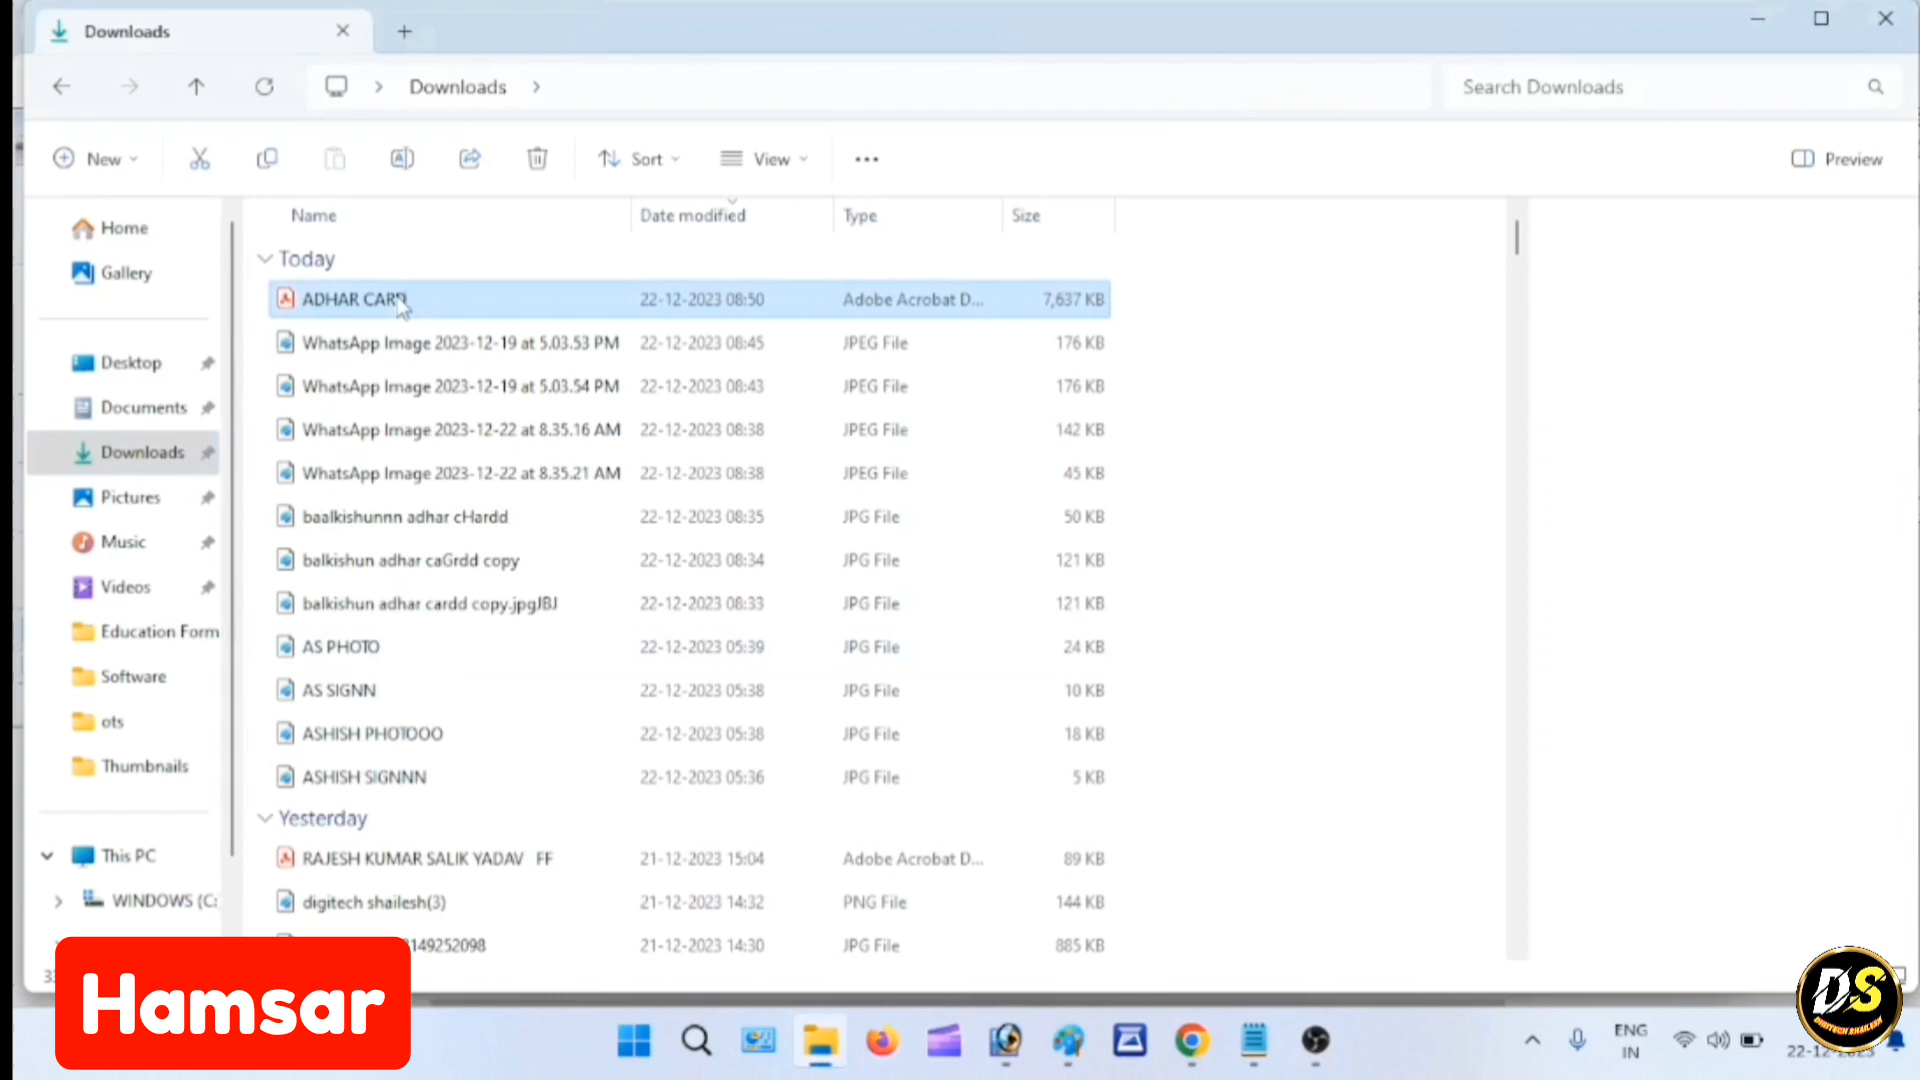 Downloads
Downloads
Search Downloads
New
Sort
View
Preview
Name
Date modified
Type
Size
Home
Gallery
Desktop
Documents
Downloads
Pictures
Music
Videos
Education Form
Software
ots
Thumbnails
This PC
WINDOWS (C:
Today
ADHAR CARD 22-12-2023 08:50 Adobe Acrobat D... 7,637 KB
WhatsApp Image 2023-12-19 at 5.03.53 PM 22-12-2023 08:45 JPEG File 176 KB
WhatsApp Image 2023-12-19 at 5.03.54 PM 22-12-2023 08:43 JPEG File 176 KB
WhatsApp Image 2023-12-22 at 8.35.16 AM 22-12-2023 08:38 JPEG File 142 KB
WhatsApp Image 2023-12-22 at 8.35.21 AM 22-12-2023 08:38 JPEG File 45 KB
baalkishunnn adhar cHardd 22-12-2023 08:35 JPG File 50 KB
balkishun adhar caGrdd copy 22-12-2023 08:34 JPG File 121 KB
balkishun adhar cardd copy.jpgJBJ 22-12-2023 08:33 JPG File 121 KB
AS PHOTO 22-12-2023 05:39 JPG File 24 KB
AS SIGNN 22-12-2023 05:38 JPG File 10 KB
ASHISH PHOTOOO 22-12-2023 05:38 JPG File 18 KB
ASHISH SIGNNN 22-12-2023 05:36 JPG File 5 KB
Yesterday
RAJESH KUMAR SALIK YADAV FF 21-12-2023 15:04 Adobe Acrobat D... 89 KB
digitech shailesh(3) 21-12-2023 14:32 PNG File 144 KB
149252098 21-12-2023 14:30 JPG File 885 KB
Hamsar
ENG
IN
DS
DIGITECH SHAILESH